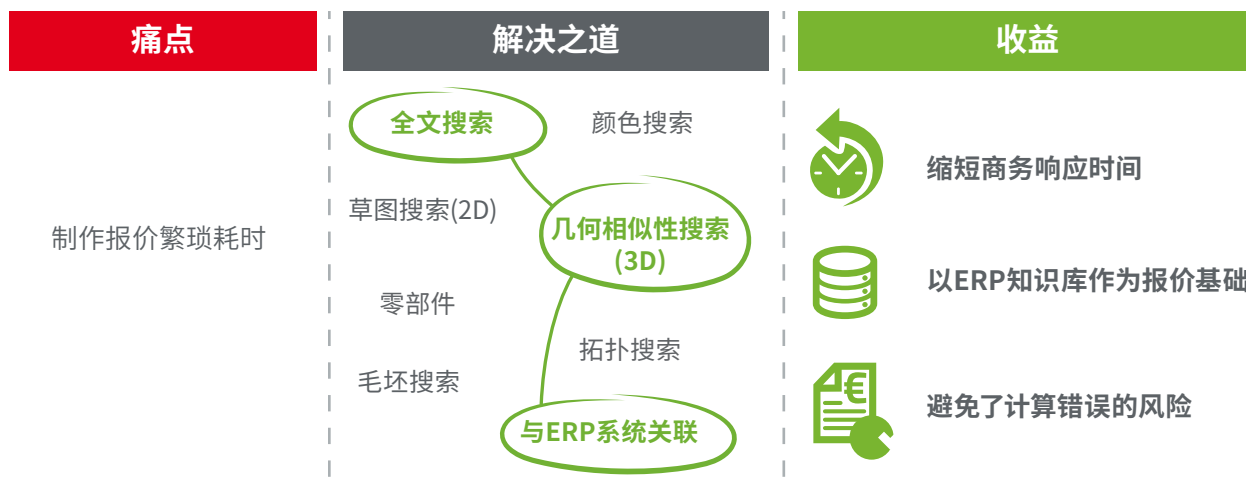 痛点
解决之道
收益
制作报价繁琐耗时
全文搜索
颜色搜索
草图搜索(2D)
几何相似性搜索
(3D)
零部件
拓扑搜索
毛坯搜索
与ERP系统关联
缩短商务响应时间
以ERP知识库作为报价基础
€
避免了计算错误的风险